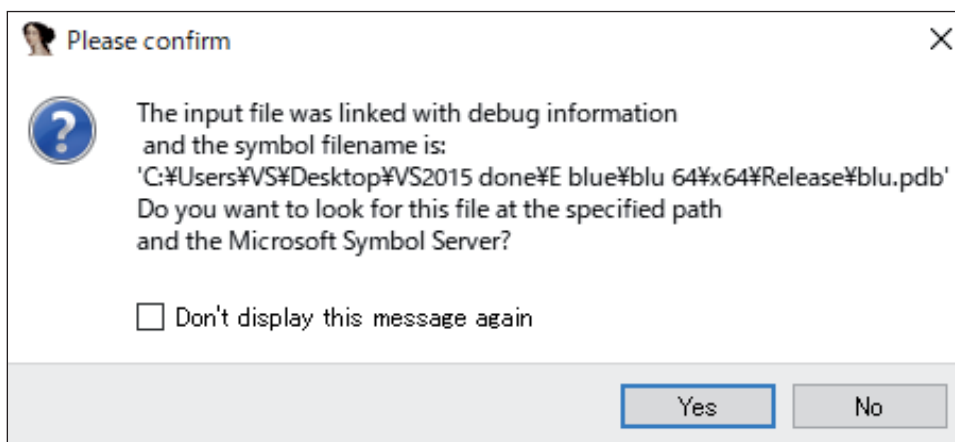 Please confirm
The input file was linked with debug information
and the symbol filename is:
'C:¥Users¥VS¥Desktop¥VS2015 done¥E blue¥blu 64¥x64¥Release¥blu.pdb'
Do you want to look for this file at the specified path
and the Microsoft Symbol Server?
Don't display this message again
Yes No